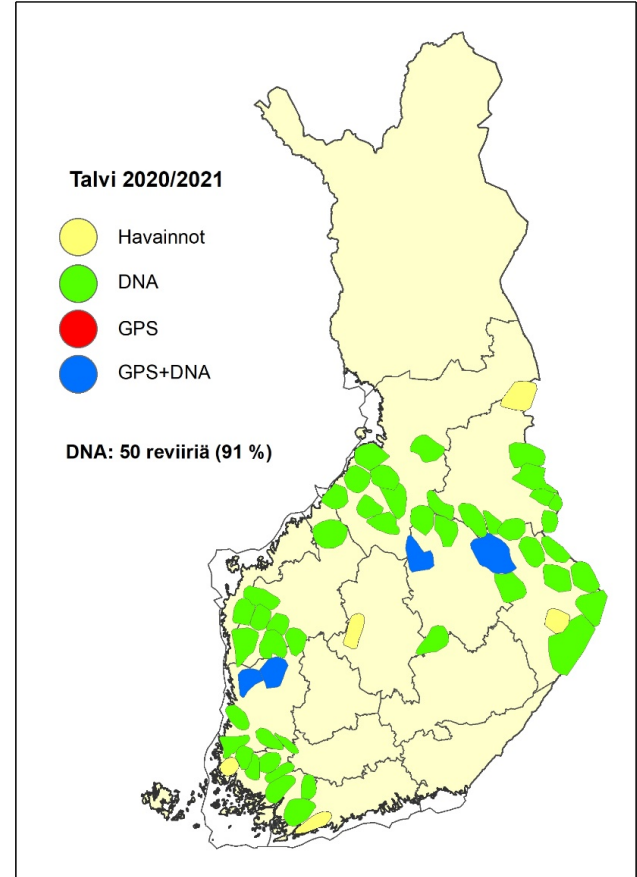 Talvi 2020/2021
Havainnot
DNA
GPS
GPS+DNA
DNA: 50 reviiriä (91 %)